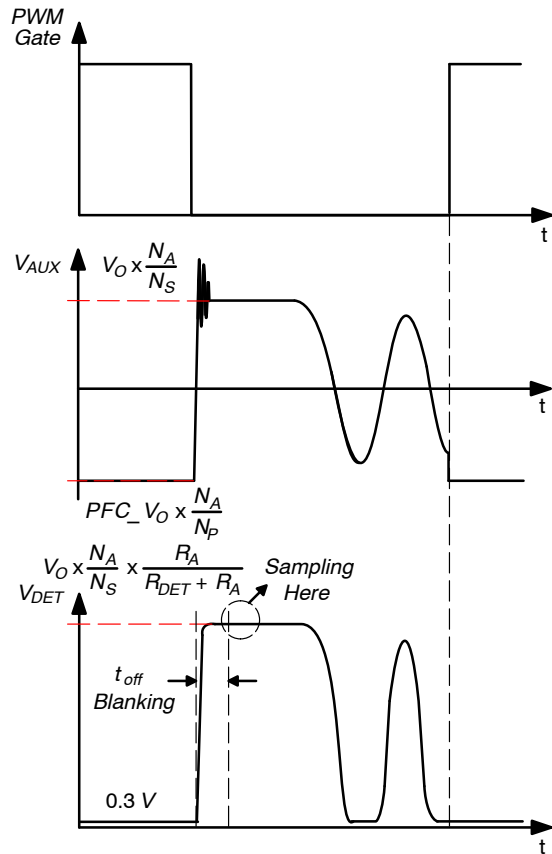 PWM
Gate
t
V_AUX
V_O x N_A/N_S
t
PFC_V_O x N_A/N_P
V_O x N_A/N_S x R_A/(R_DET + R_A)
Sampling
Here
V_DET
t_off
Blanking
0.3 V
t